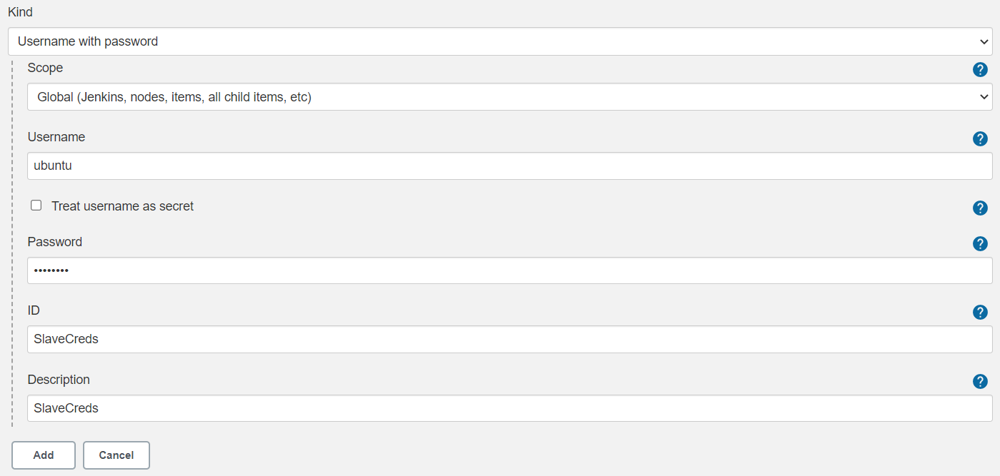 Kind
Username with password
Scope
?
Global (Jenkins, nodes, items, all child items, etc)
Username
?
ubuntu
Treat username as secret
?
Password
?
••••••••
ID
?
SlaveCreds
Description
?
SlaveCreds
Add Cancel